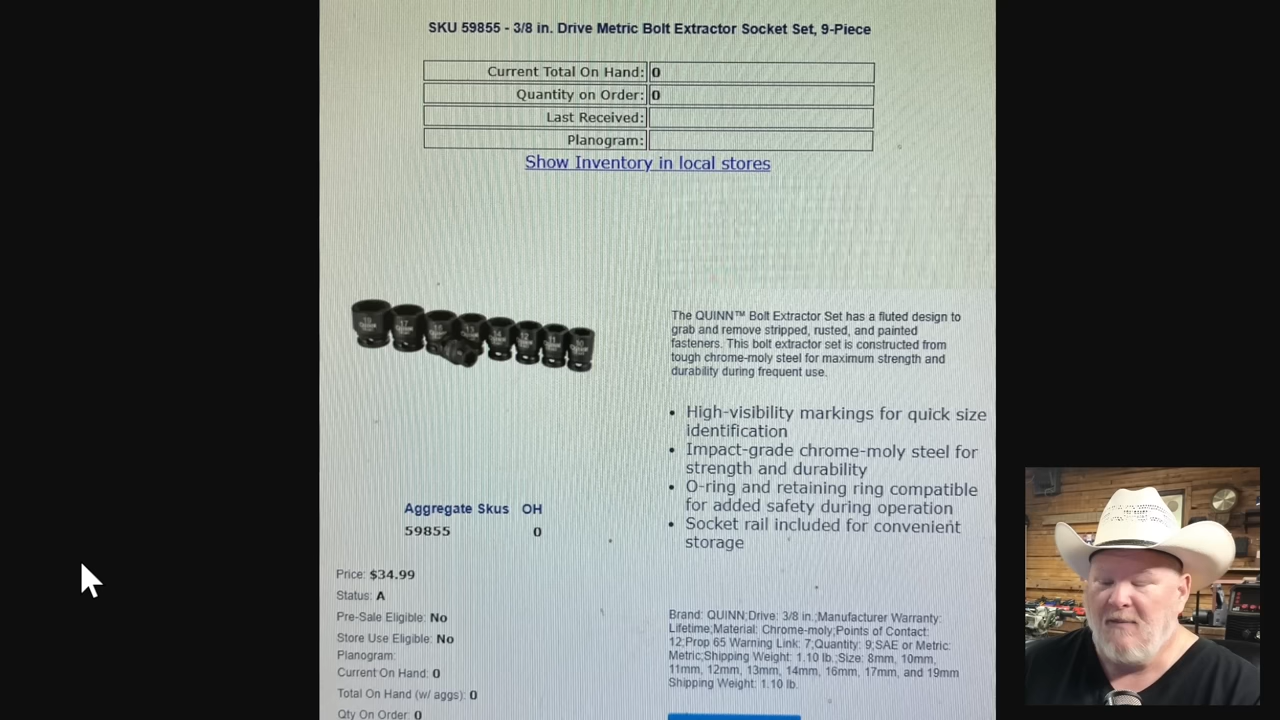 SKU 59855 - 3/8 in. Drive Metric Bolt Extractor Socket Set, 9-Piece
Current Total On Hand: 0
Quantity on Order: 0
Last Received:
Planogram:
Show Inventory in local stores
The QUINN™ Bolt Extractor Set has a fluted design to
grab and remove stripped, rusted, and painted
fasteners. This bolt extractor set is constructed from
tough chrome-moly steel for maximum strength and
durability during frequent use.
• High-visibility markings for quick size
identification
• Impact-grade chrome-moly steel for
strength and durability
• O-ring and retaining ring compatible
for added safety during operation
• Socket rail included for convenient
storage
Aggregate Skus OH
59855 0
Price: $34.99
Status: A
Pre-Sale Eligible: No
Store Use Eligible: No
Planogram:
Current On Hand: 0
Total On Hand (w/ aggs): 0
Qty On Order: 0
Brand: QUINN;Drive: 3/8 in.;Manufacturer Warranty:
Lifetime;Material: Chrome-moly;Points of Contact:
12;Prop 65 Warning Link: 7;Quantity: 9;SAE or Metric:
Metric;Shipping Weight: 1.10 lb.;Size: 8mm, 10mm,
11mm, 12mm, 13mm, 14mm, 16mm, 17mm, and 19mm
Shipping Weight: 1.10 lb.